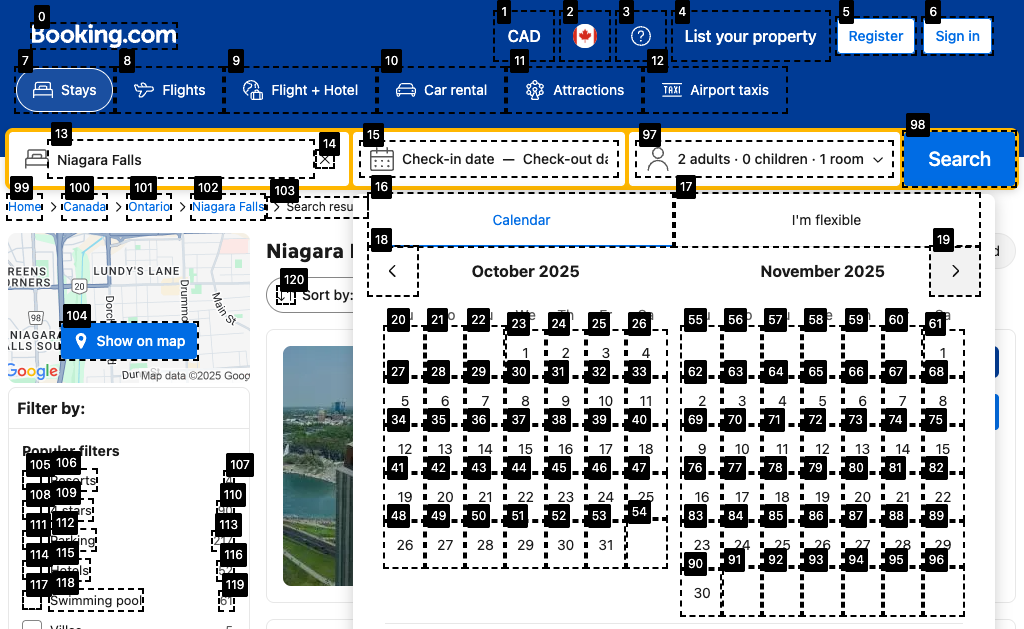 Booking.com
CAD
List your property
Register
Sign in
Stays
Flights
Flight + Hotel
Car rental
Attractions
Airport taxis
Niagara Falls
Check-in date — Check-out da
2 adults · 0 children · 1 room
Search
Home > Canada > Ontario > Niagara Falls > Search resu
Calendar
I'm flexible
LUNDY'S LANE
20
98
Main St
Show on map
Google
Map data ©2025 Goog
Niagara
Sort by:
October 2025
November 2025
1 2 3 4
5 6 7 8 9 10 11
12 13 14 15 16 17 18
19 20 21 22 23 24 25
26 27 28 29 30 31
1
2 3 4 5 6 7 8
9 10 11 12 13 14 15
16 17 18 19 20 21 22
23 24 25 26 27 28 29
30
Filter by:
Popular filters
Resorts
4 stars
Parking
Hotels
Swimming pool 61
Villas 5
0 1 2 3 4 5 6
7 8 9 10 11 12
13 14 15 97 98
99 100 101 102 103
16 17 18 19
104 120
20 21 22 23 24 25 26
27 28 29 30 31 32 33
34 35 36 37 38 39 40
41 42 43 44 45 46 47
48 49 50 51 52 53 54
55 56 57 58 59 60 61
62 63 64 65 66 67 68
69 70 71 72 73 74 75
76 77 78 79 80 81 82
83 84 85 86 87 88 89
90 91 92 93 94 95 96
105 106 107
108 109 110
111 112 113
114 115 116
117 118 119